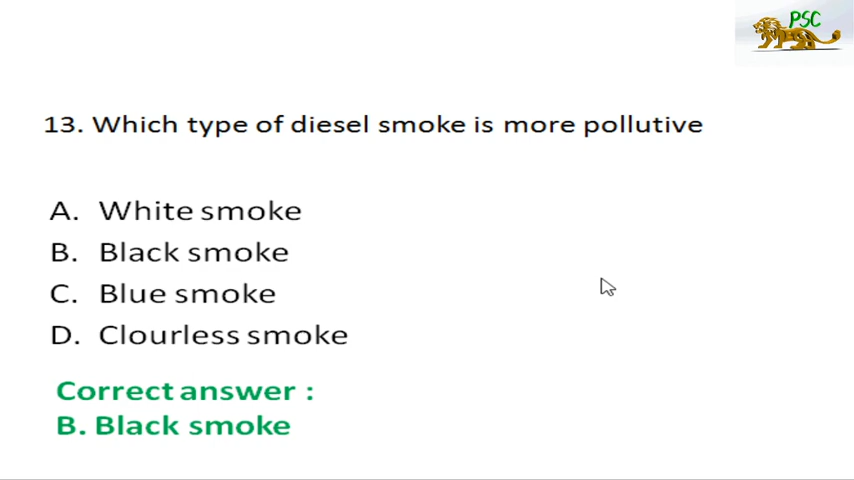 PSC
13. Which type of diesel smoke is more pollutive
A. White smoke
B. Black smoke
C. Blue smoke
D. Clourless smoke
Correct answer :
B. Black smoke